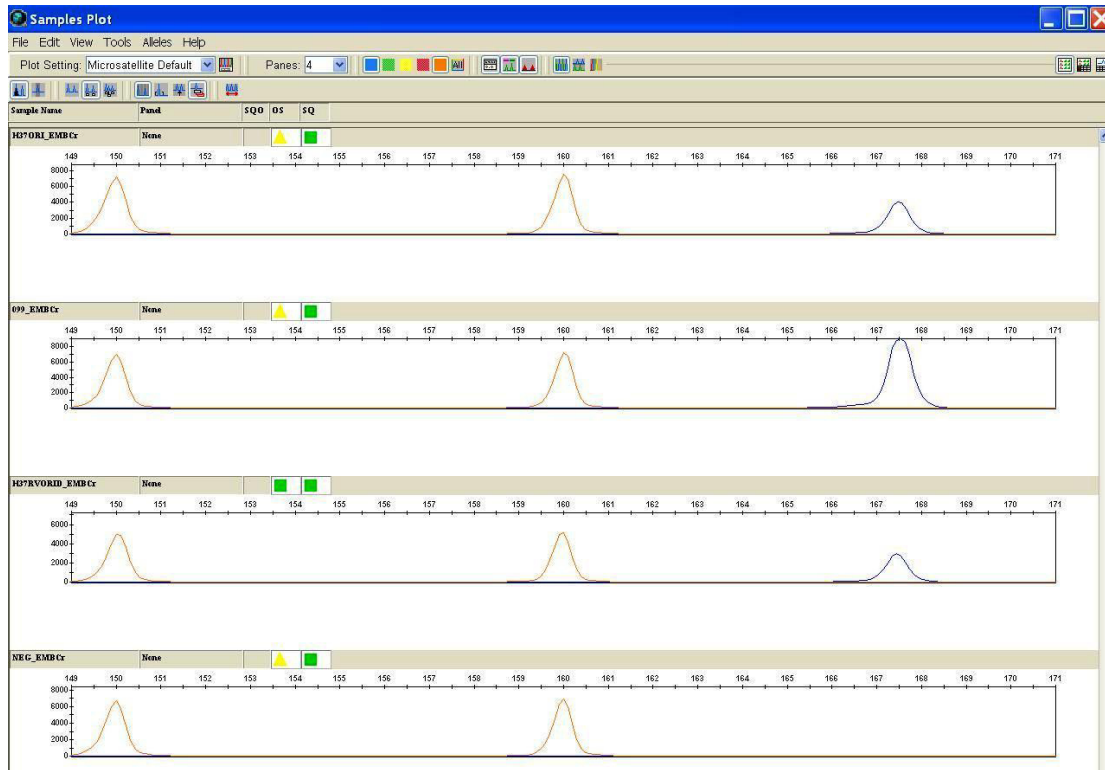 Samples Plot
File Edit View Tools Alleles Help
Plot Setting: Microsatellite Default Panes: 4 All
Sample Name Panel SQO OS SQ
H37ORI_EMBCr None
149 150 151 152 153 154 155 156 157 158 159 160 161 162 163 164 165 166 167 168 169 170 171
8000
6000
4000
2000
0
099_EMBCr None
149 150 151 152 153 154 155 156 157 158 159 160 161 162 163 164 165 166 167 168 169 170 171
8000
6000
4000
2000
0
H37RVORID_EMBCr None
149 150 151 152 153 154 155 156 157 158 159 160 161 162 163 164 165 166 167 168 169 170 171
6000
4000
2000
0
NEG_EMBCr None
149 150 151 152 153 154 155 156 157 158 159 160 161 162 163 164 165 166 167 168 169 170 171
8000
6000
4000
2000
0